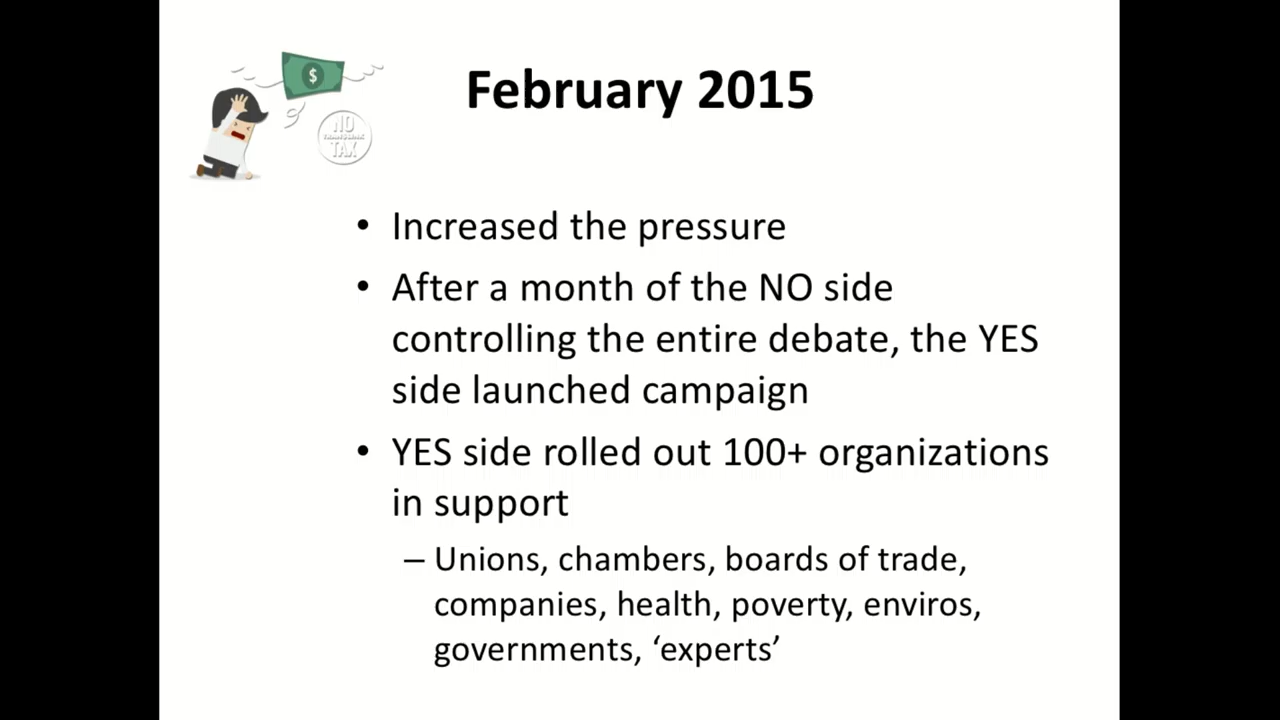 $
NO
TRANSLINK
TAX
February 2015
• Increased the pressure
• After a month of the NO side
controlling the entire debate, the YES
side launched campaign
• YES side rolled out 100+ organizations
in support
– Unions, chambers, boards of trade,
companies, health, poverty, enviros,
governments, ‘experts’